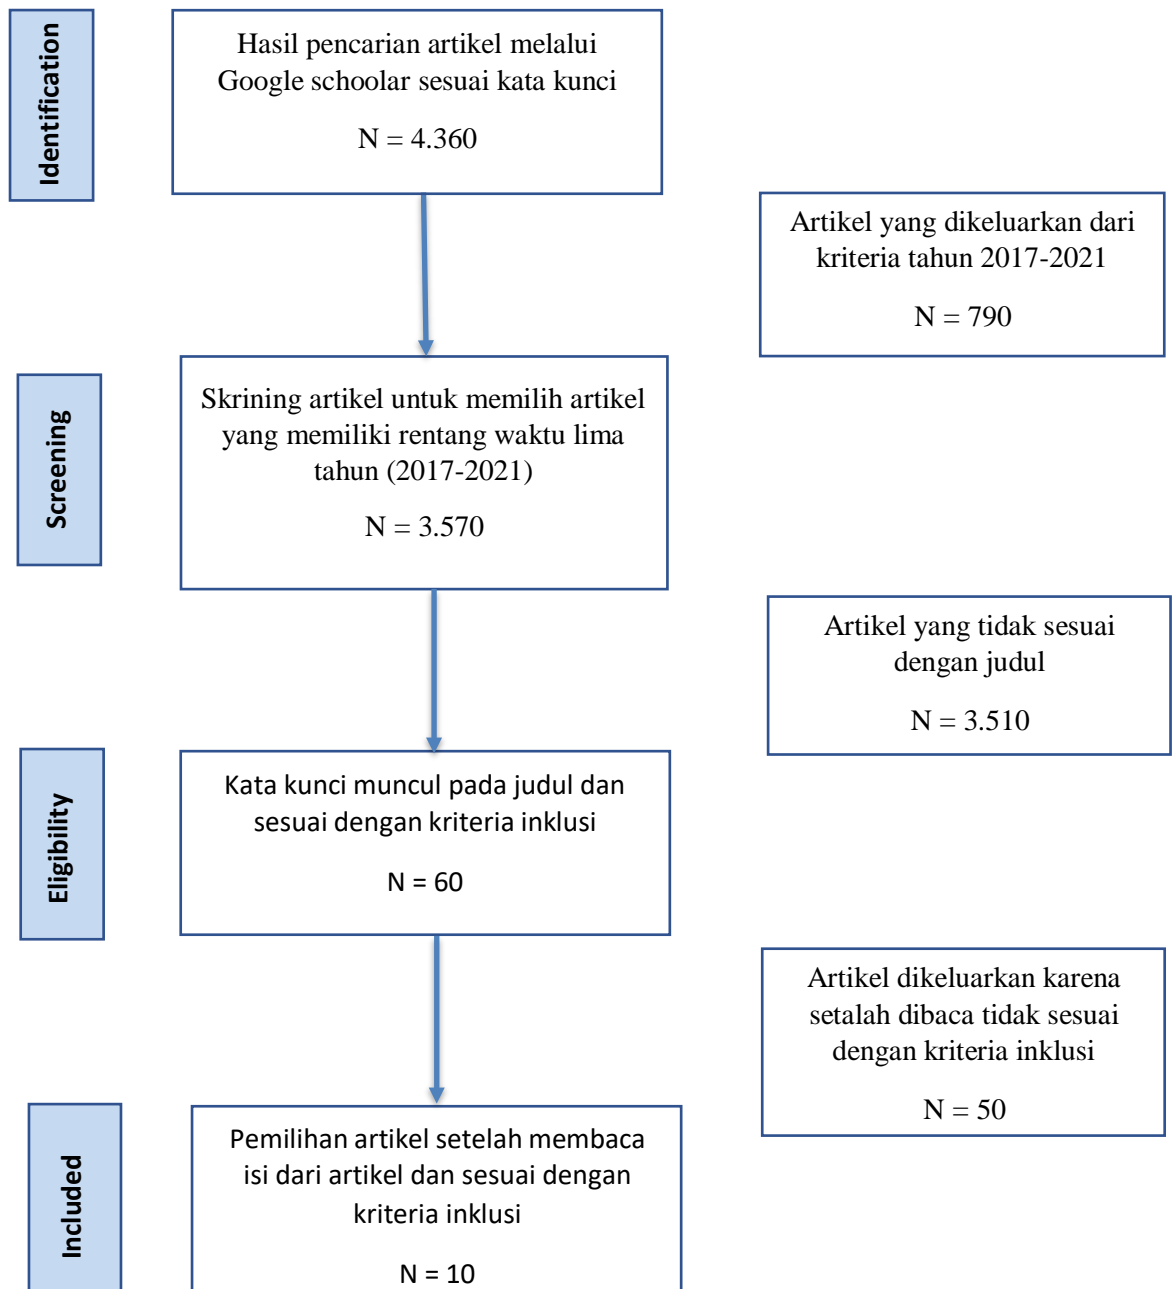 Identification
Hasil pencarian artikel melalui
Google schoolar sesuai kata kunci
N = 4.360
Artikel yang dikeluarkan dari
kriteria tahun 2017-2021
N = 790
Screening
Skrining artikel untuk memilih artikel
yang memiliki rentang waktu lima
tahun (2017-2021)
N = 3.570
Artikel yang tidak sesuai
dengan judul
N = 3.510
Eligibility
Kata kunci muncul pada judul dan
sesuai dengan kriteria inklusi
N = 60
Artikel dikeluarkan karena
setalah dibaca tidak sesuai
dengan kriteria inklusi
N = 50
Included
Pemilihan artikel setelah membaca
isi dari artikel dan sesuai dengan
kriteria inklusi
N = 10